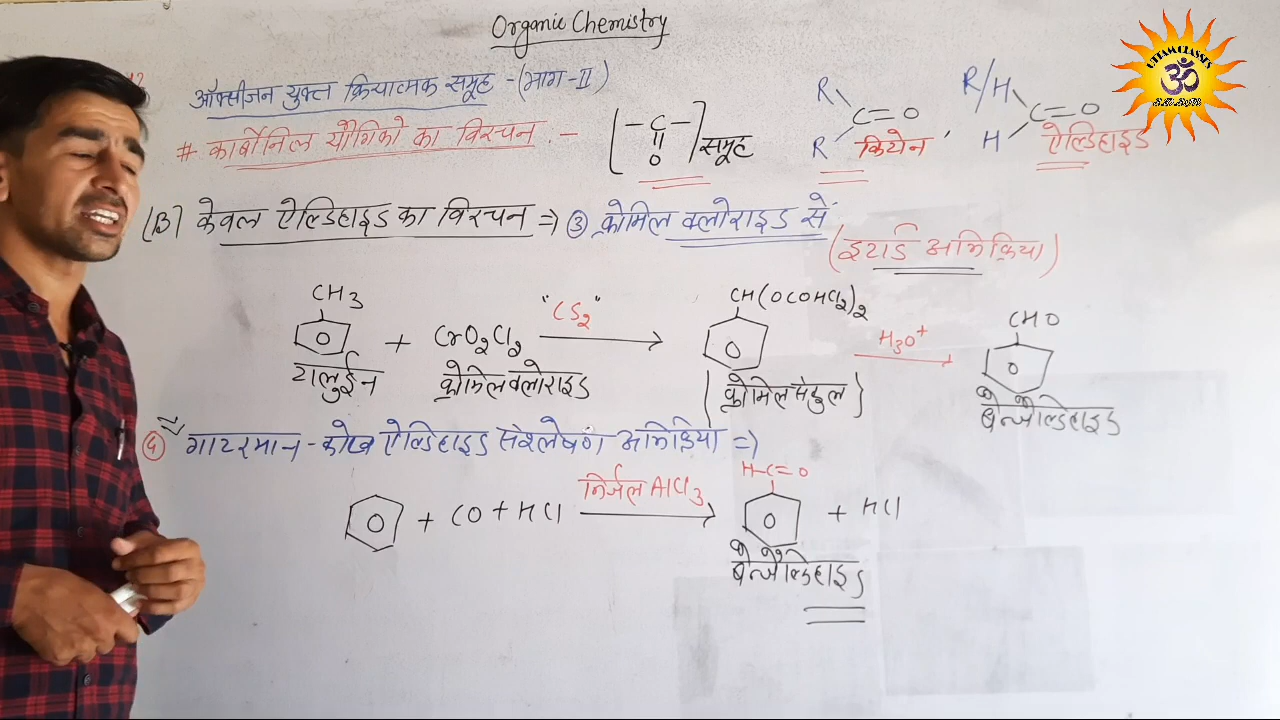 Organic Chemistry
UTTAM CLASSES
ॐ
ऑक्सीजन युक्त क्रियात्मक समूह -(भाग-II)
# कार्बोनिल यौगिको का विरचन -
[-C-] समूह
O
R
R
C=O
कियेन
R/H
H
C=O
ऐल्डिहाइड
(B) केवल ऐल्डिहाइड का विरचन => ③ क्रोमिल क्लोराइड से
(इटार्ड अभिक्रिया)
CH3
टालुईन
+ CrO2Cl2
क्रोमिल क्लोराइड
"CS2"
CH(OCOHCl2)2
(क्रोमिल संकुल)
H3O+
CHO
बेन्जेल्डिहाइड
④ गाटरमान-कोख ऐल्डिहाइड संश्लेषण अभिक्रिया =>
+ CO + HCl
निर्जल AlCl3
H-C=O
+ HCl
बेन्जेल्डिहाइड